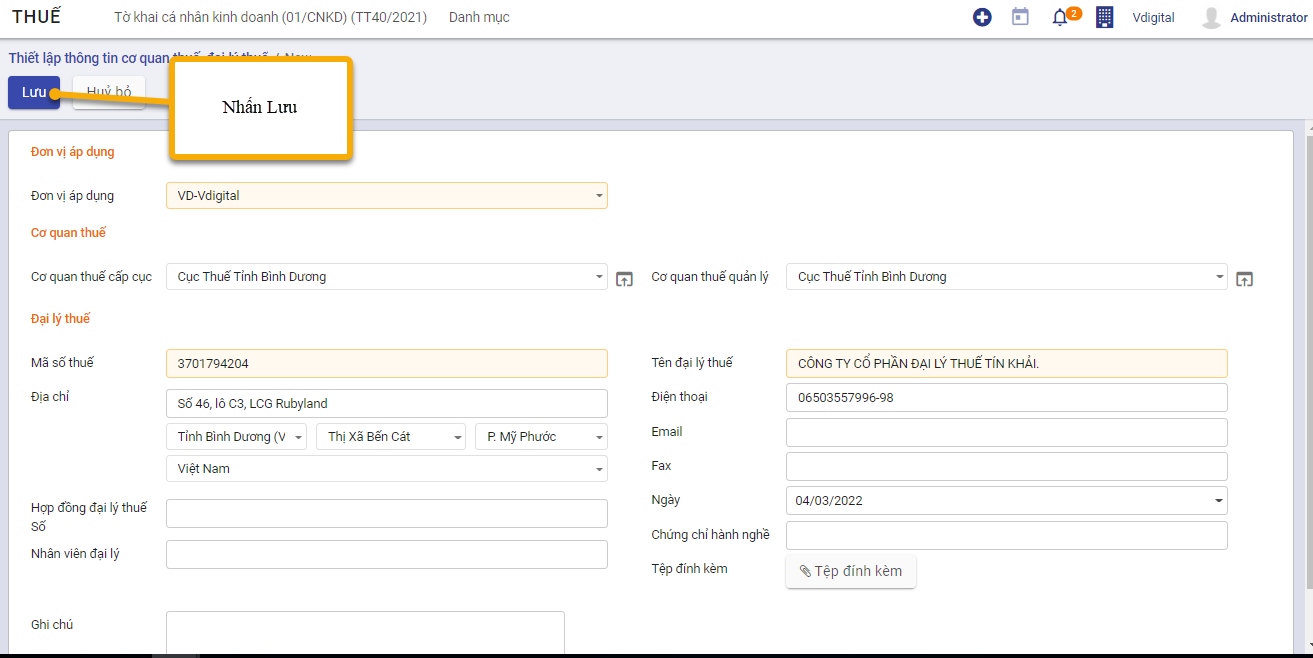 THUẾ
Tờ khai cá nhân kinh doanh (01/CNKD) (TT40/2021)
Danh mục
2
Vdigital
Administrator
Thiết lập thông tin cơ quan
Lưu
Huỷ bỏ
Nhấn Lưu
Đơn vị áp dụng
Đơn vị áp dụng
VD-Vdigital
Cơ quan thuế
Cơ quan thuế cấp cục
Cục Thuế Tỉnh Bình Dương
Cơ quan thuế quản lý
Cục Thuế Tỉnh Bình Dương
Đại lý thuế
Mã số thuế
3701794204
Tên đại lý thuế
CÔNG TY CỔ PHẦN ĐẠI LÝ THUẾ TÍN KHẢI.
Địa chỉ
Số 46, lô C3, LCG Rubyland
Điện thoại
06503557996-98
Tỉnh Bình Dương (V
Thị Xã Bến Cát
P. Mỹ Phước
Email
Việt Nam
Fax
Hợp đồng đại lý thuế
Số
Ngày
04/03/2022
Nhân viên đại lý
Chứng chỉ hành nghề
Tệp đính kèm
Tệp đính kèm
Ghi chú